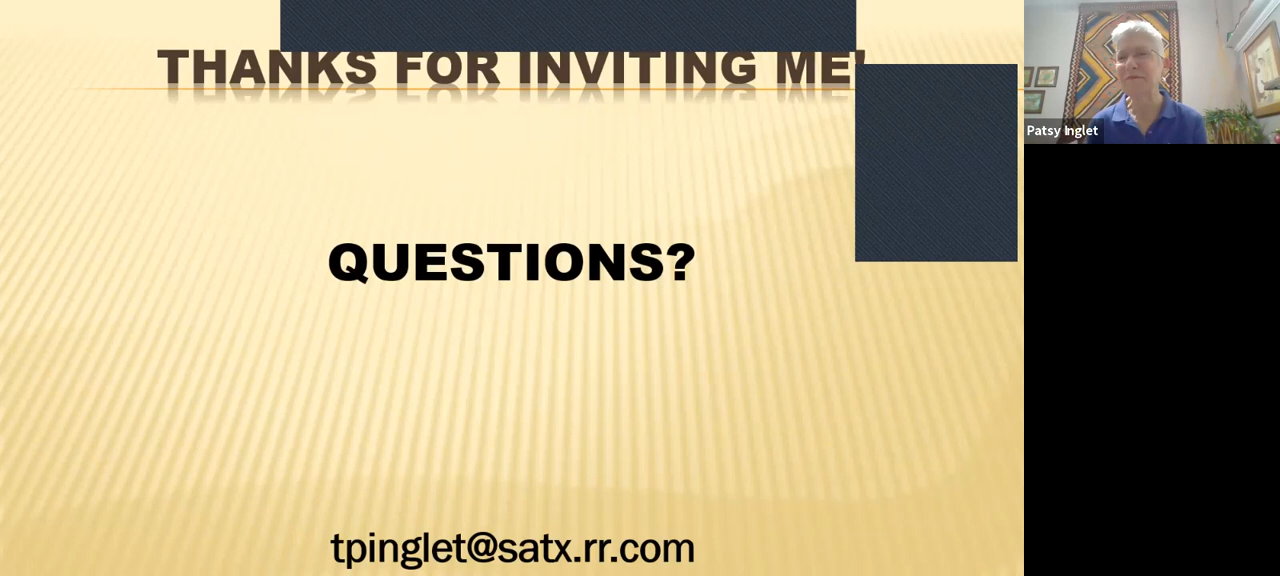 THANKS FOR INVITING ME!
Patsy Inglet
QUESTIONS?
tpinglet@satx.rr.com